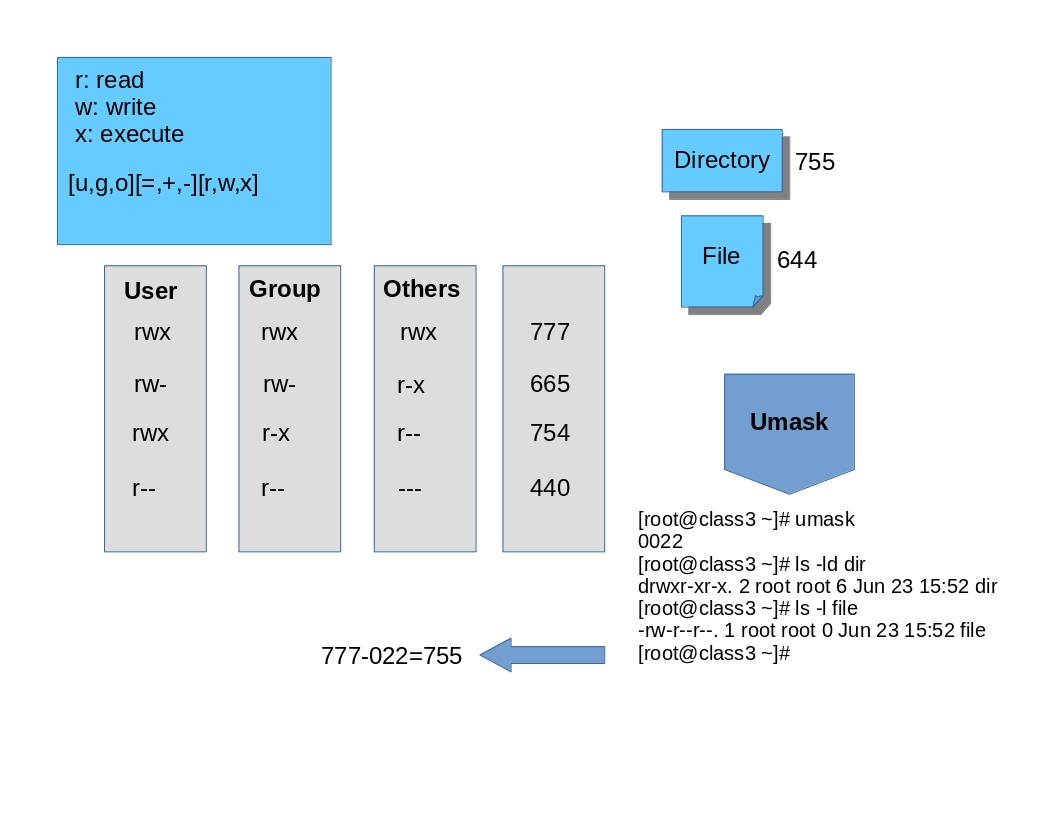 r: read
w: write
x: execute
[u,g,o][=,+,-][r,w,x]
Directory 755
File 644
User Group Others
rwx rwx rwx 777
rw- rw- r-x 665
rwx r-x r-- 754
r-- r-- --- 440
Umask
[root@class3 ~]# umask
0022
[root@class3 ~]# ls -ld dir
drwxr-xr-x. 2 root root 6 Jun 23 15:52 dir
[root@class3 ~]# ls -l file
-rw-r--r--. 1 root root 0 Jun 23 15:52 file
[root@class3 ~]#
777-022=755